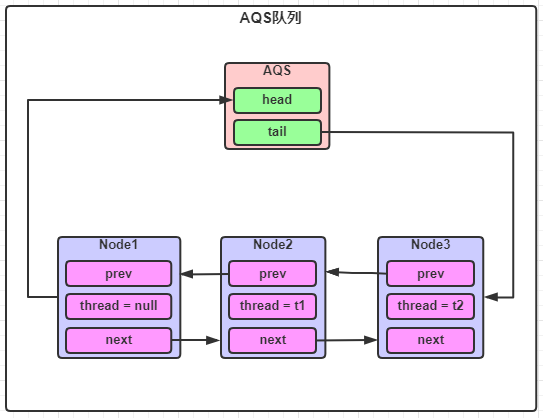 AQS队列
AQS
head
tail
Node1
prev
thread = null
next
Node2
prev
thread = t1
next
Node3
prev
thread = t2
next